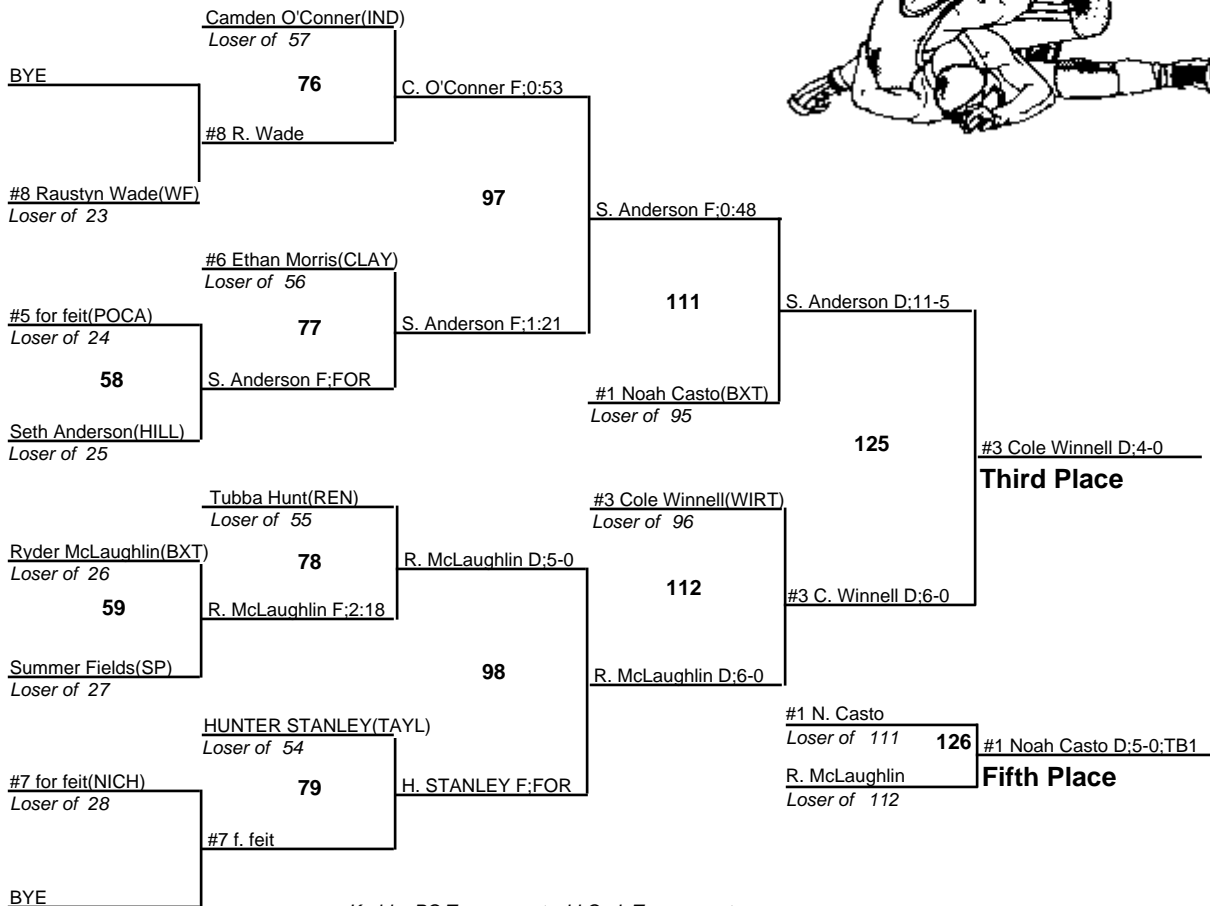 Camden O'Conner(IND)
Loser of 57
BYE
76
C. O'Conner F;0:53
#8 R. Wade
#8 Raustyn Wade(WF)
Loser of 23
97
S. Anderson F;0:48
#6 Ethan Morris(CLAY)
Loser of 56
#5 for feit(POCA)
Loser of 24
77
S. Anderson F;1:21
111
S. Anderson D;11-5
58
S. Anderson F;FOR
#1 Noah Casto(BXT)
Loser of 95
Seth Anderson(HILL)
Loser of 25
125
#3 Cole Winnell D;4-0
Third Place
Tubba Hunt(REN)
Loser of 55
#3 Cole Winnell(WIRT)
Loser of 96
Ryder McLaughlin(BXT)
Loser of 26
78
R. McLaughlin D;5-0
112
#3 C. Winnell D;6-0
59
R. McLaughlin F;2:18
Summer Fields(SP)
Loser of 27
98
R. McLaughlin D;6-0
HUNTER STANLEY(TAYL)
Loser of 54
#1 N. Casto
Loser of 111
126
#1 Noah Casto D;5-0;TB1
Fifth Place
#7 for feit(NICH)
Loser of 28
79
H. STANLEY F;FOR
R. McLaughlin
Loser of 112
#7 f. feit
BYE